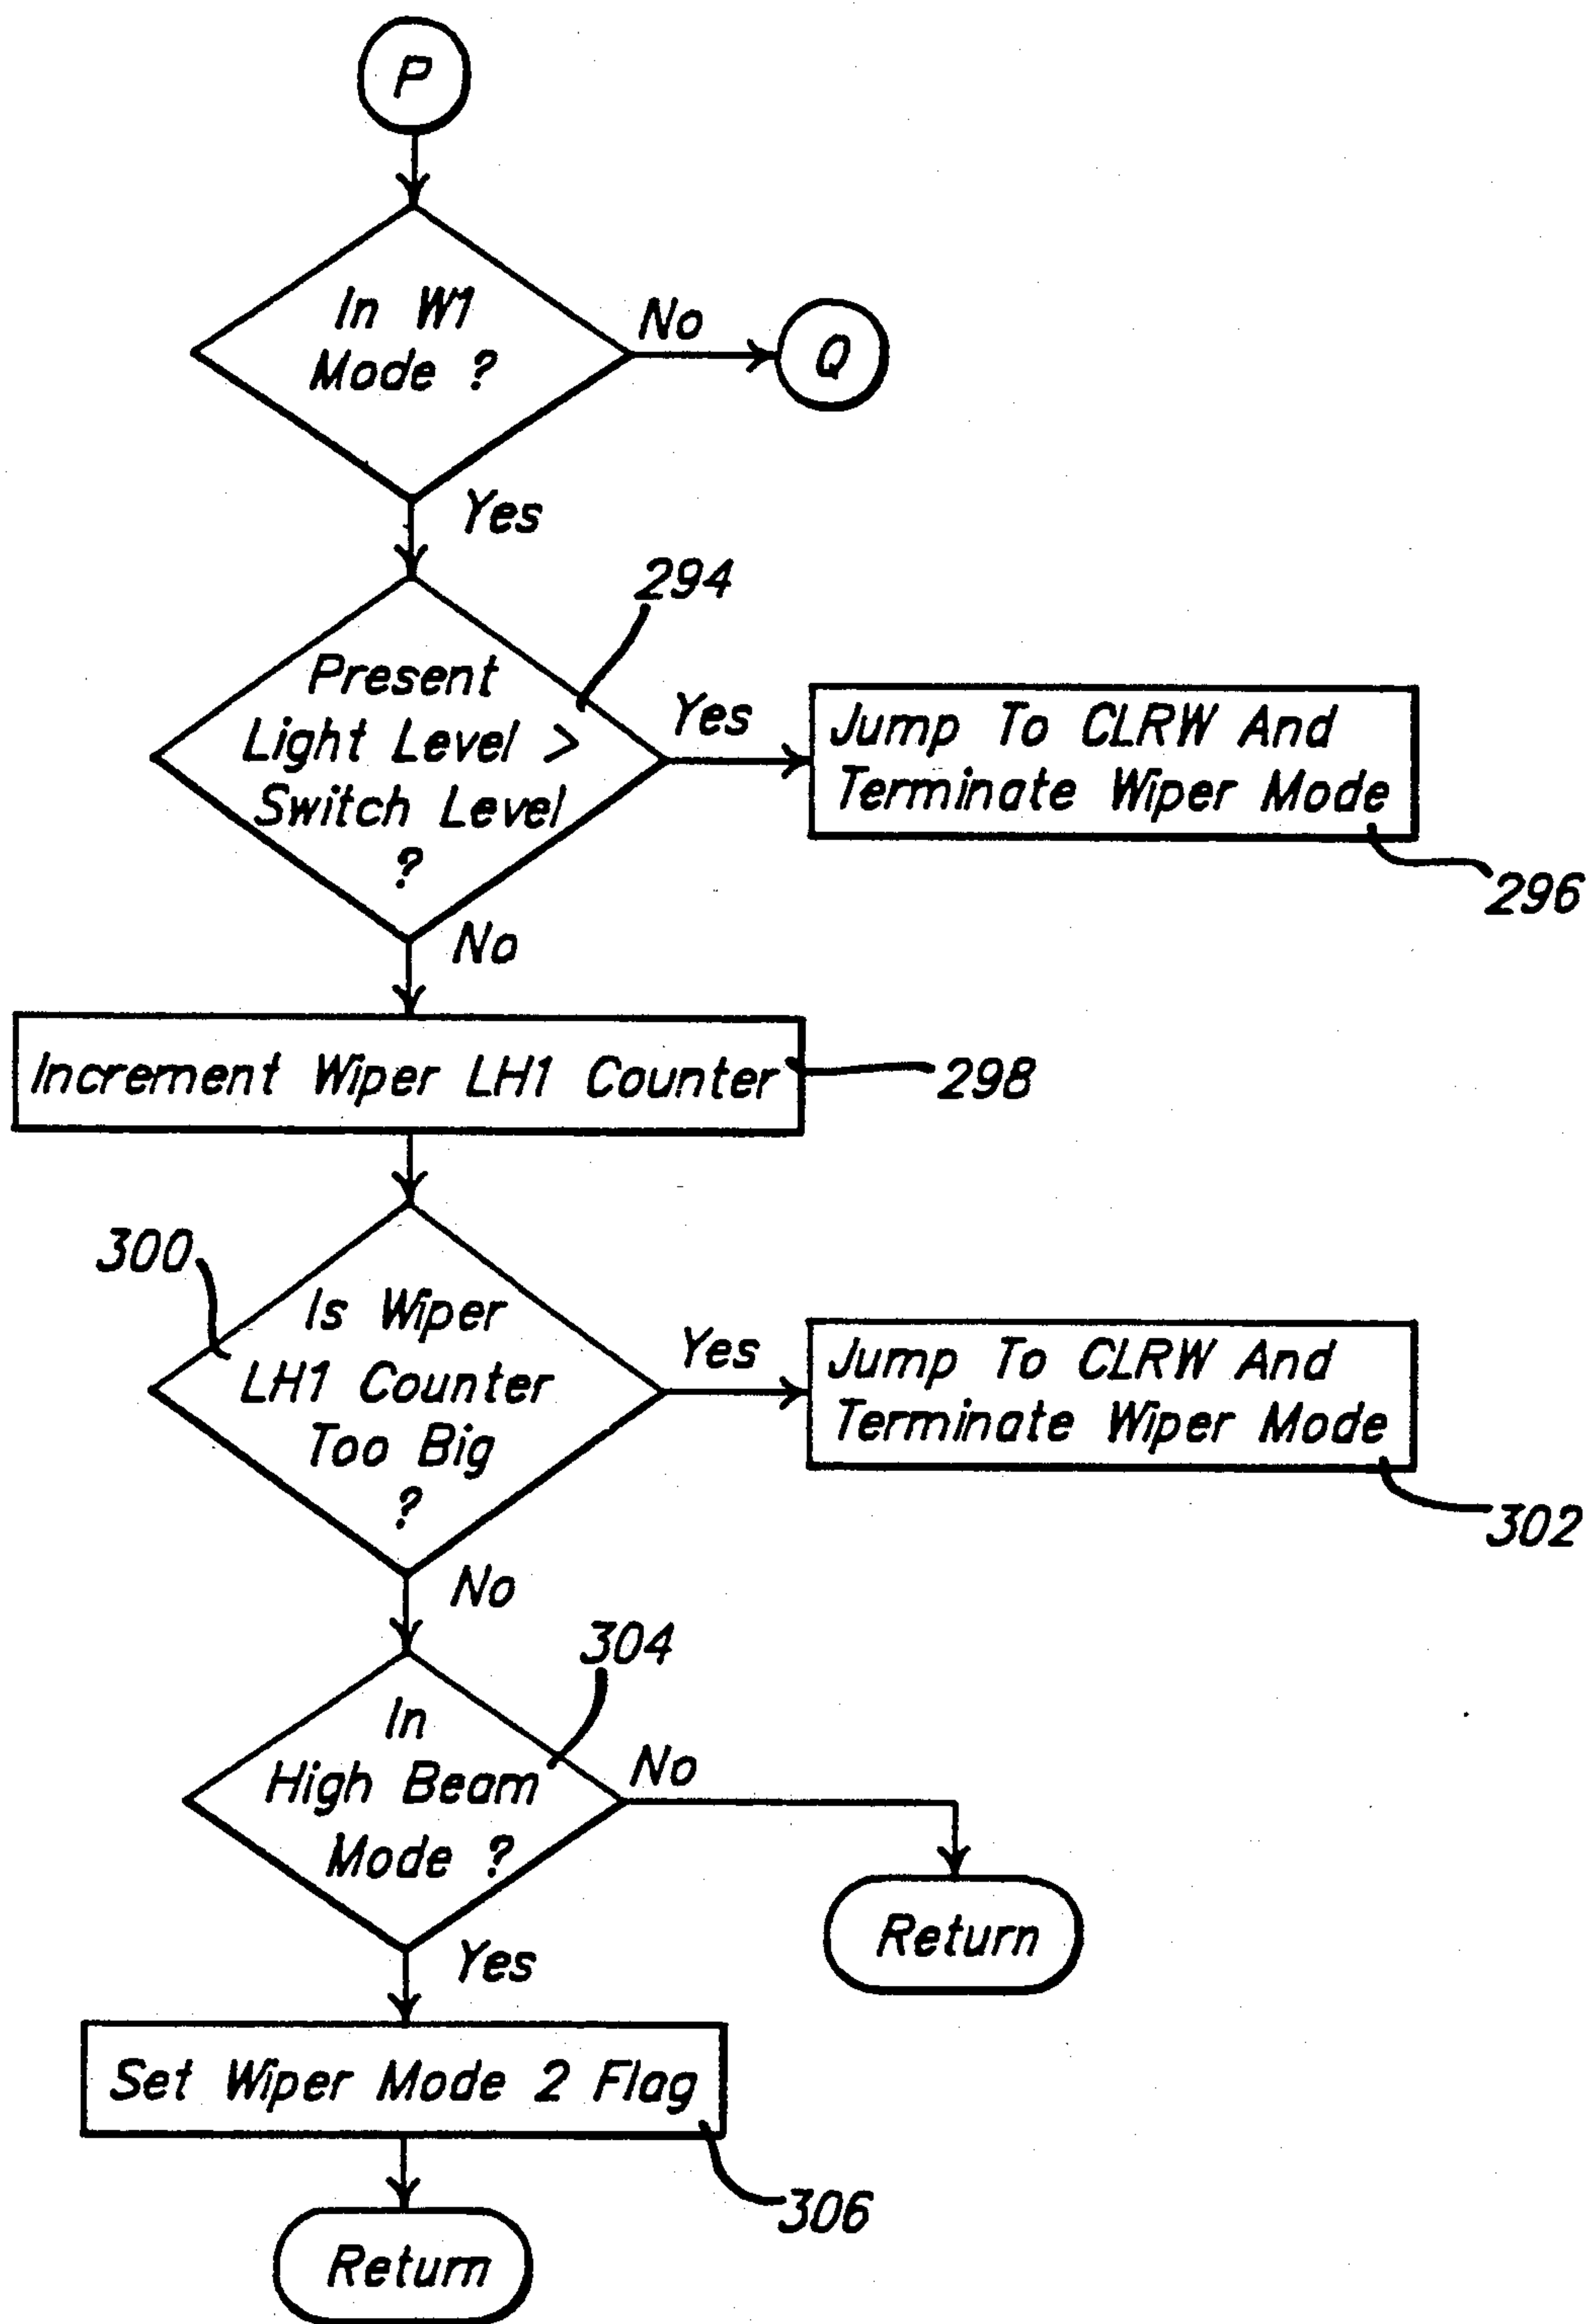 P
In W1
Mode ?
No
Q
Yes
294
Present
Light Level >
Switch Level
?
Yes
Jump To CLRW And
Terminate Wiper Mode
296
No
Increment Wiper LH1 Counter
298
300
Is Wiper
LH1 Counter
Too Big
?
Yes
Jump To CLRW And
Terminate Wiper Mode
302
No
304
In
High Beam
Mode ?
No
Return
Yes
Set Wiper Mode 2 Flag
306
Return